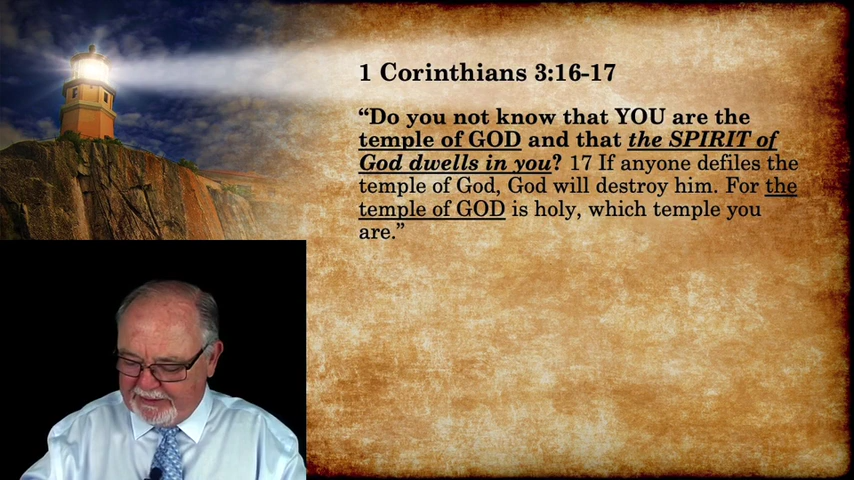 1 Corinthians 3:16-17
“Do you not know that YOU are the
temple of GOD and that the SPIRIT of
God dwells in you? 17 If anyone defiles the
temple of God, God will destroy him. For the
temple of GOD is holy, which temple you
are.”